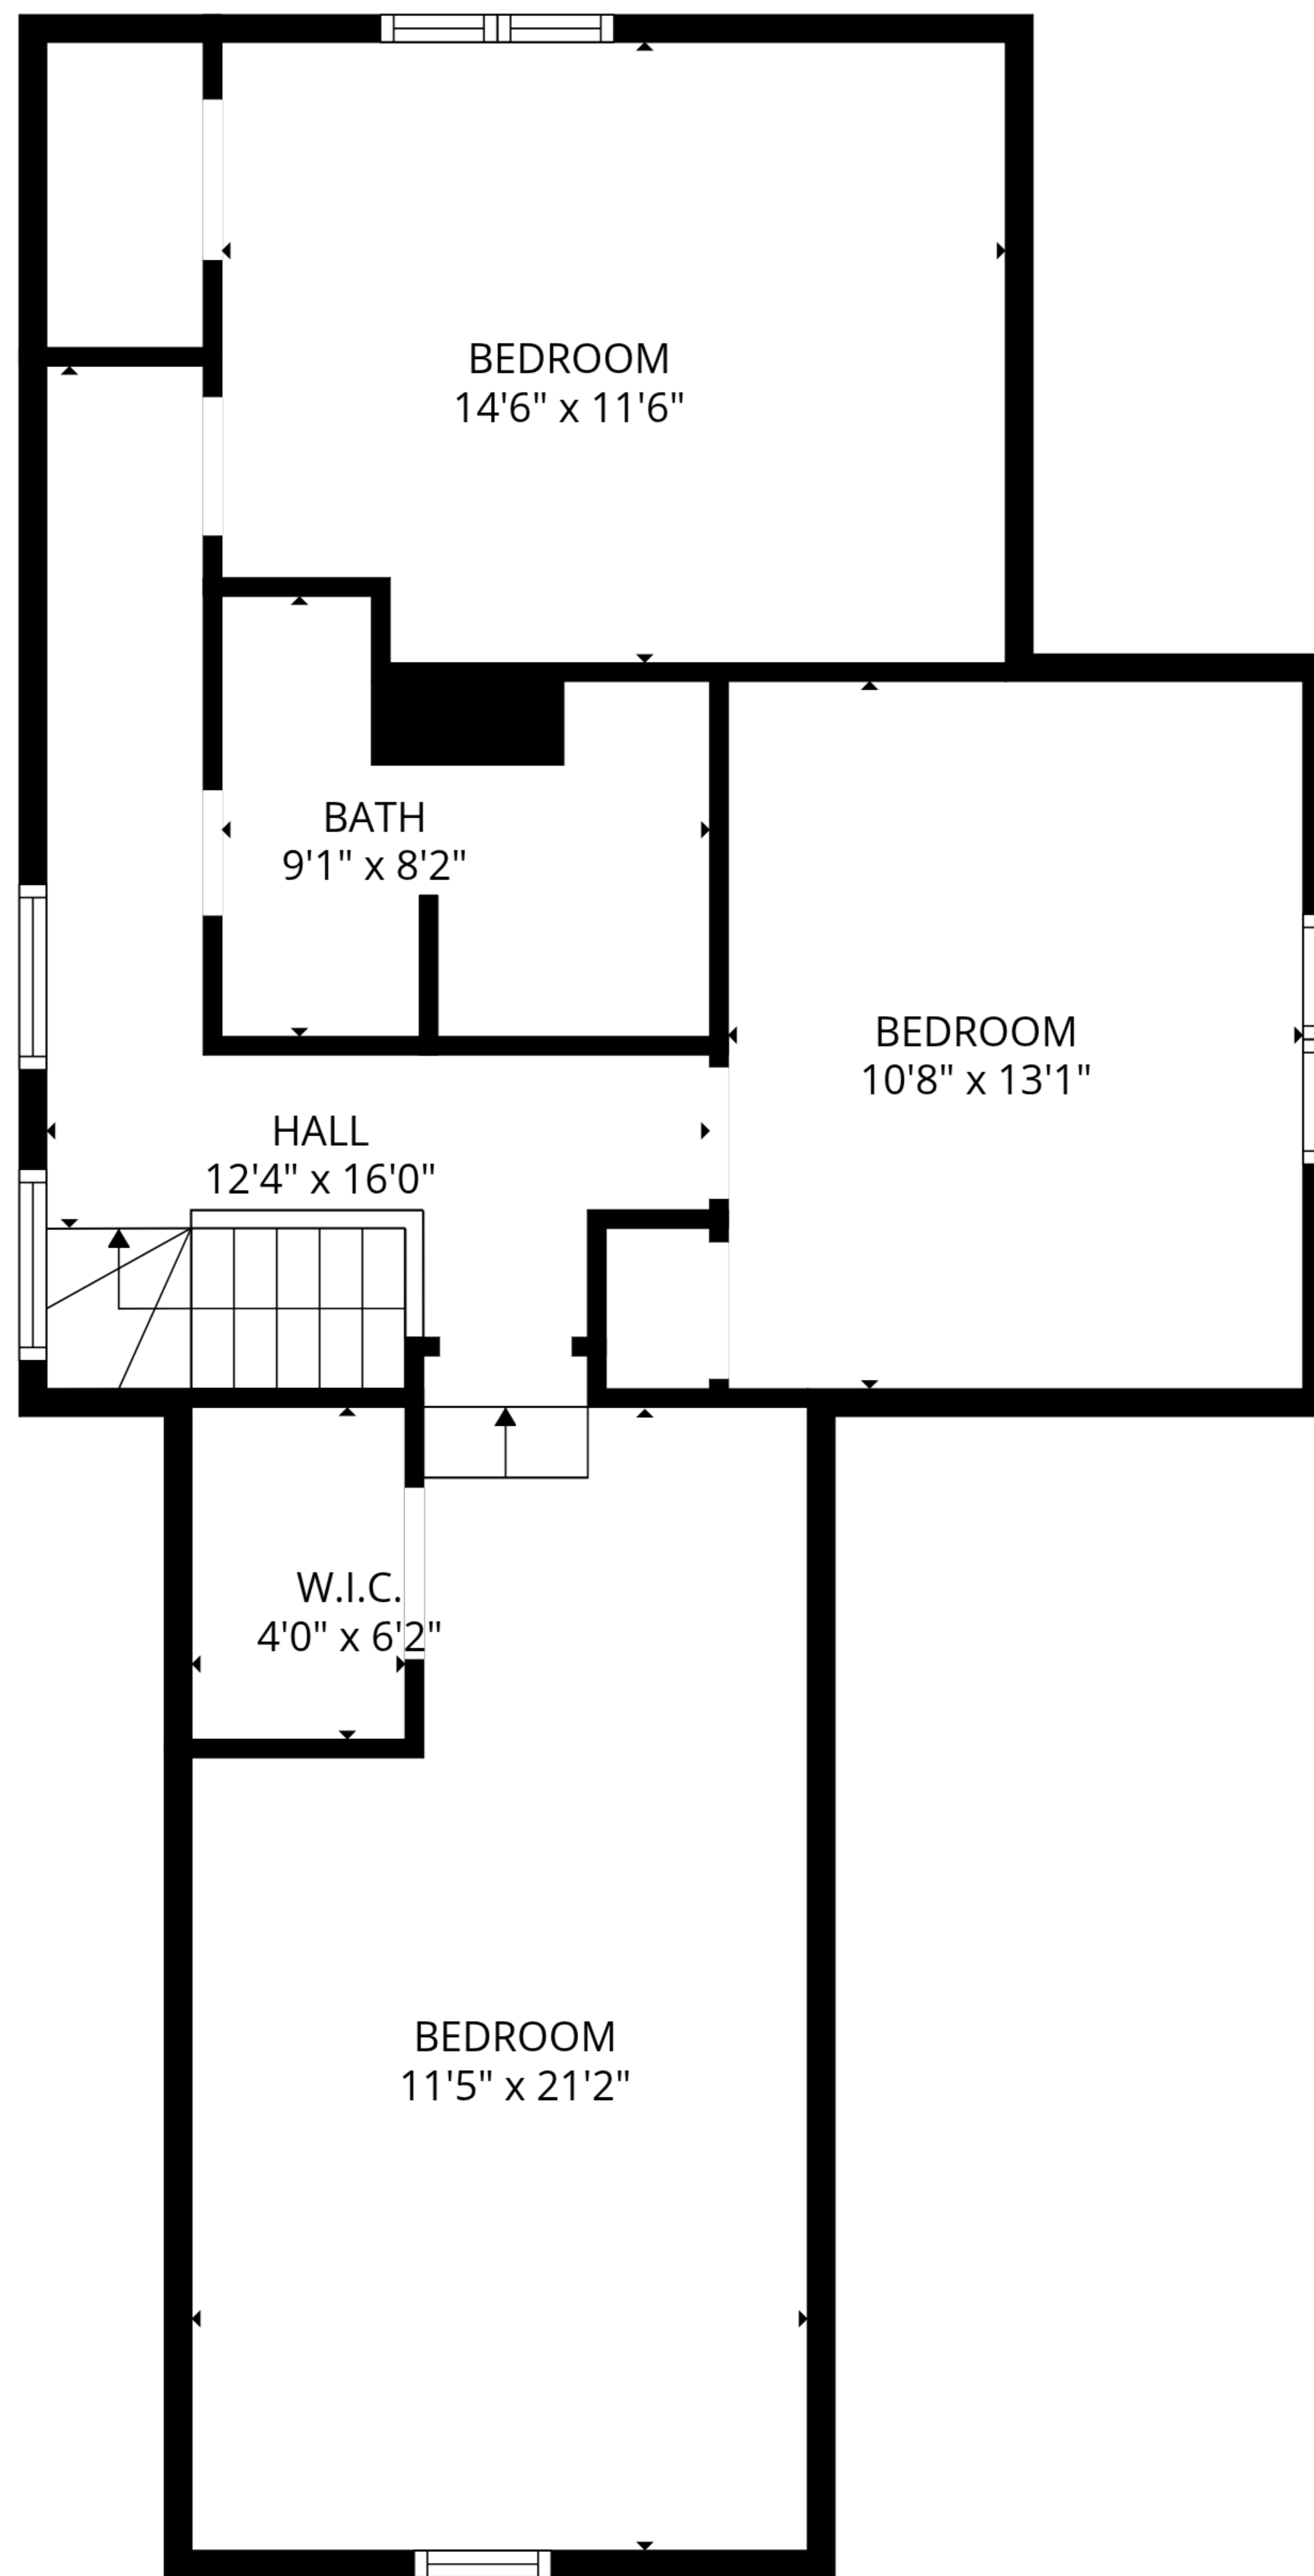 BEDROOM
14'6" x 11'6"
BATH
9'1" x 8'2"
BEDROOM
10'8" x 13'1"
HALL
12'4" x 16'0"
W.I.C.
4'0" x 6'2"
BEDROOM
11'5" x 21'2"